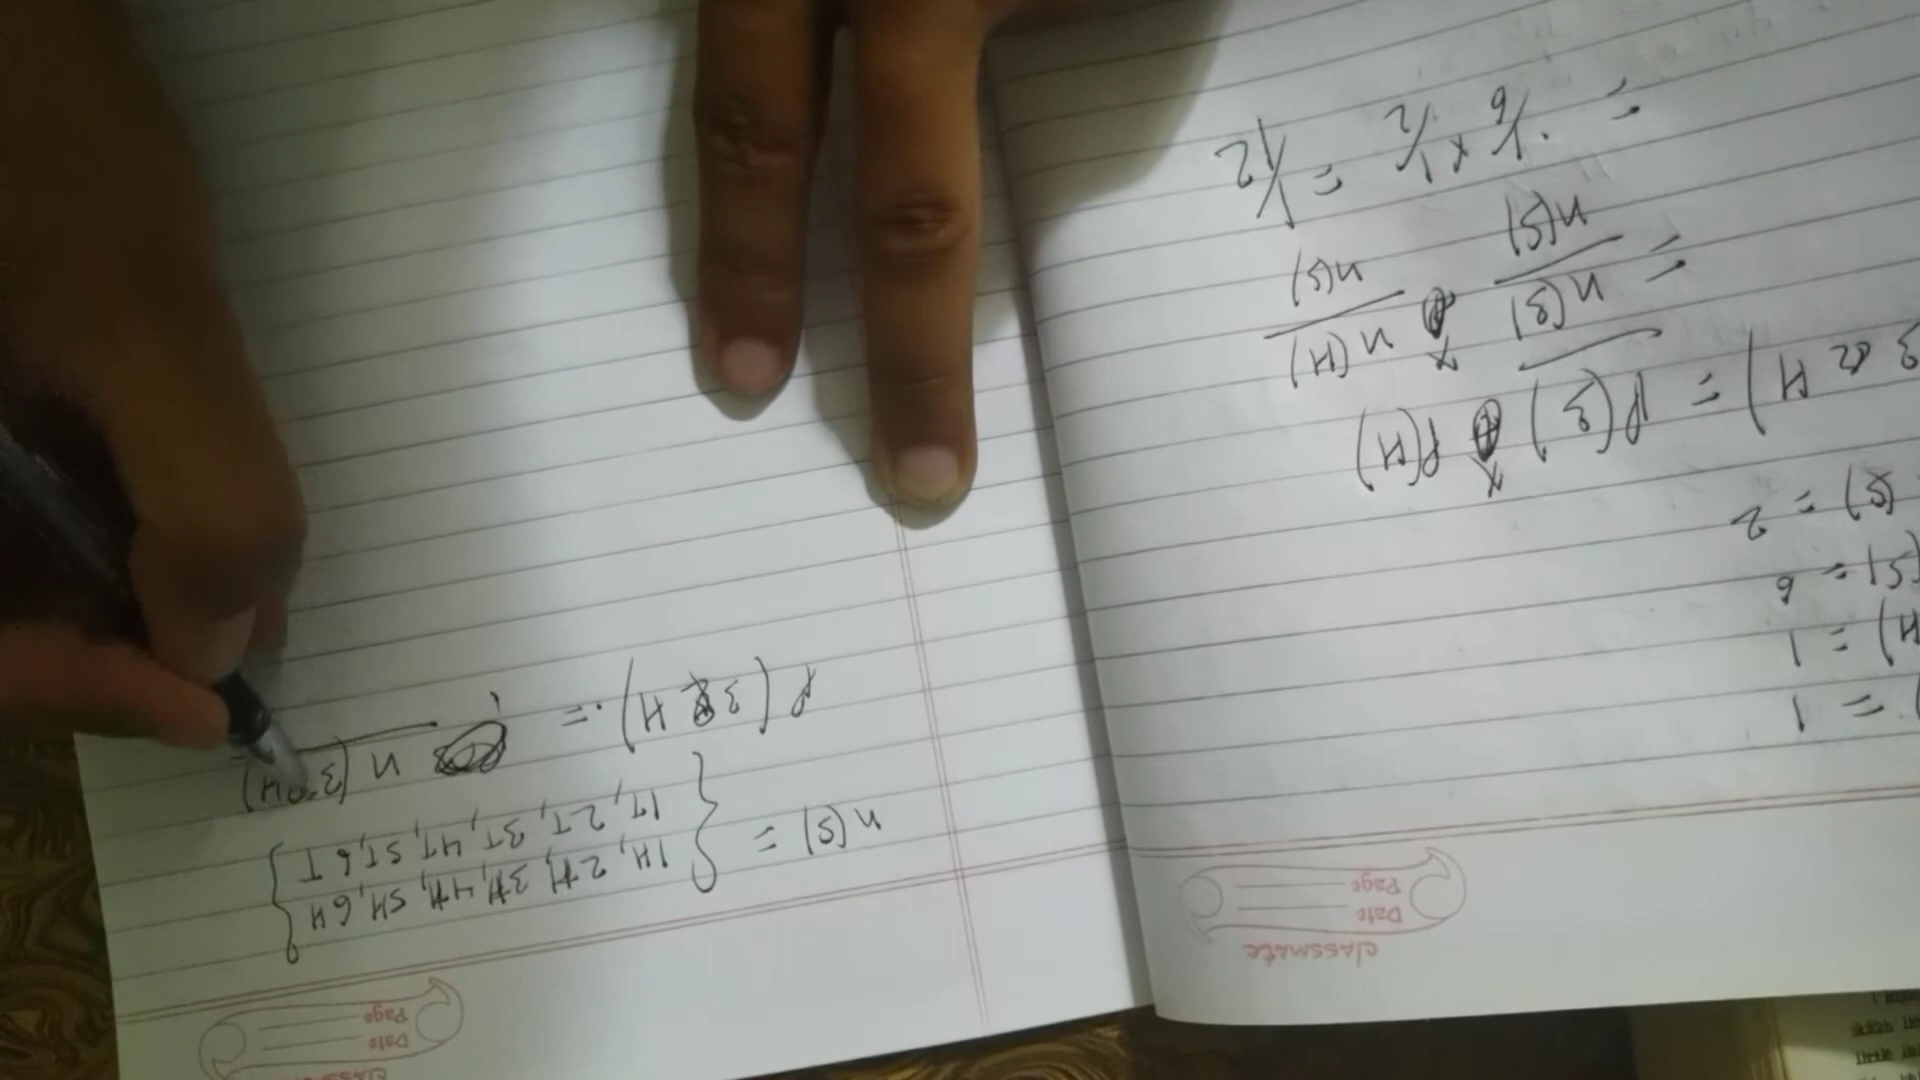 classmate
Date
Page
) = 1
H) = 1
(S) = 6
(S) = 2
3 & H) = P(3) x P(H)
= n(3) x n(H)
n(S) n(S)
= 1/6 x 1/2 = 1/12
Date
Page
n(S) = { 1H, 2H, 3H, 4H, 5H, 6H
1T, 2T, 3T, 4T, 5T, 6T }
P(3 & H) = n(3